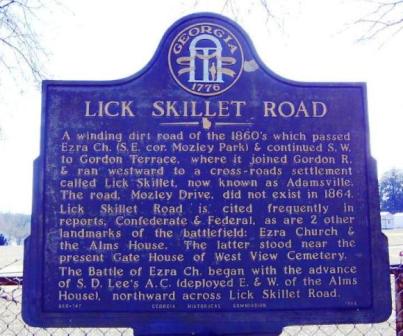 GEORGIA
1776
LICK SKILLET ROAD
A winding dirt road of the 1860's which passed
Ezra Ch. (S.E. cor. Mozley Park) & continued S.W.
to Gordon Terrace, where it joined Gordon R.
& ran westward to a cross-roads settlement
called Lick Skillet, now known as Adamsville.
The road, Mozley Drive, did not exist in 1864.
Lick Skillet Road is cited frequently in
reports, Confederate & Federal, as are 2 other
landmarks of the battlefield: Ezra Church &
the Alms House. The latter stood near the
present Gate House of West View Cemetery.
The Battle of Ezra Ch. began with the advance
of S. D. Lee's A.C. (deployed E. & W. of the Alms
House), northward across Lick Skillet Road.
GEORGIA HISTORICAL COMMISSION